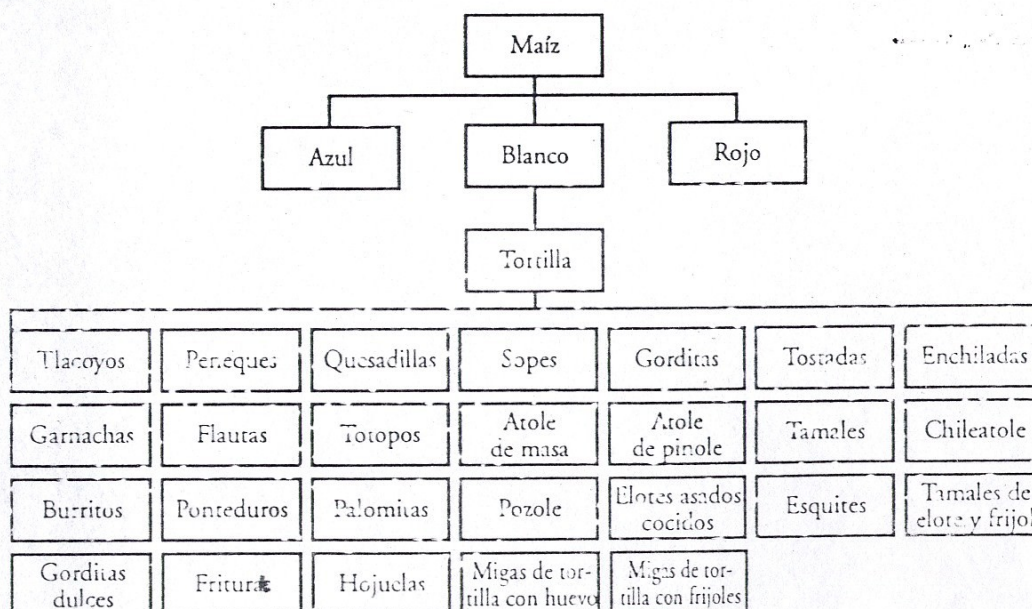 Maíz
Azul
Blanco
Rojo
Tortilla
Tlacoyos
Peneques
Quesadillas
Sopes
Gorditas
Tostadas
Enchiladas
Garnachas
Flautas
Totopos
Atole
de masa
Atole
de pinole
Tamales
Chileatole
Burritos
Ponteduros
Palomitas
Pozole
Elotes asados
cocidos
Esquites
Tamales de
elote y frijol
Gorditas
dulces
Frituras
Hojuelas
Migas de tor-
tilla con huevo
Migas de tor-
tilla con frijoles